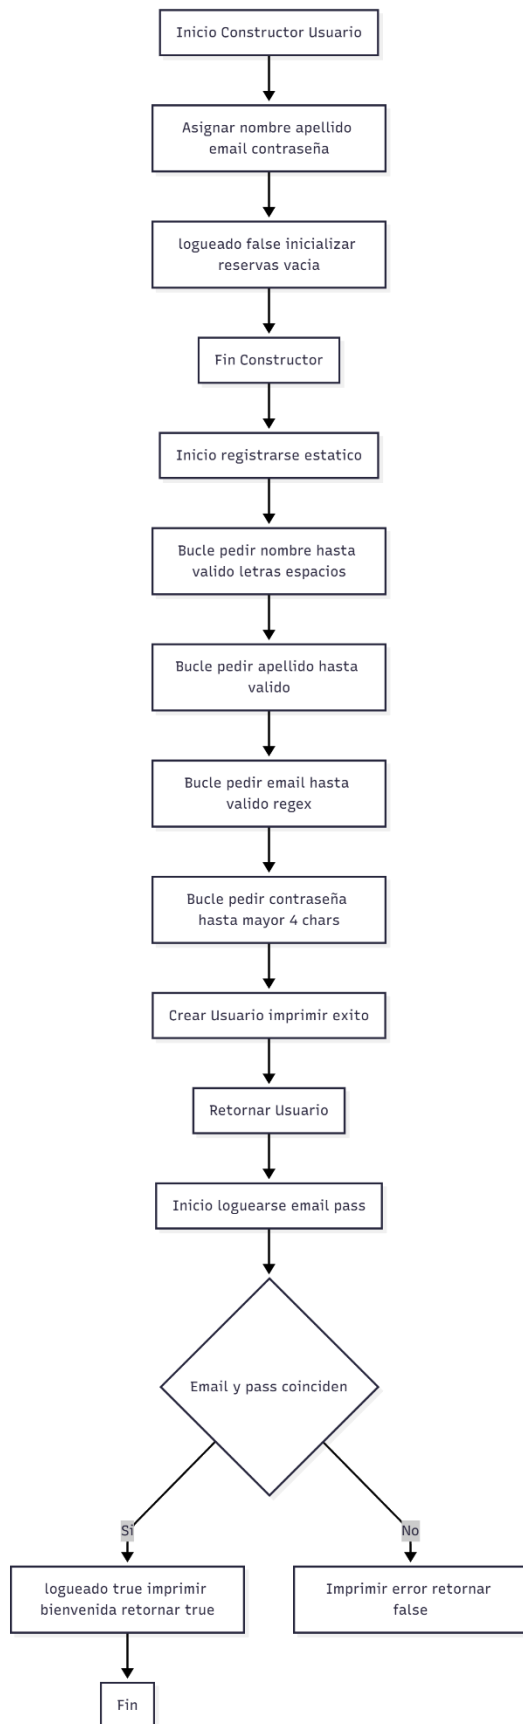 Inicio Constructor Usuario
Asignar nombre apellido
email contraseña
logueado false inicializar
reservas vacia
Fin Constructor
Inicio registrarse estatico
Bucle pedir nombre hasta
valido letras espacios
Bucle pedir apellido hasta
valido
Bucle pedir email hasta
valido regex
Bucle pedir contraseña
hasta mayor 4 chars
Crear Usuario imprimir exito
Retornar Usuario
Inicio loguearse email pass
Email y pass coinciden
Si
No
logueado true imprimir
bienvenida retornar true
Imprimir error retornar
false
Fin